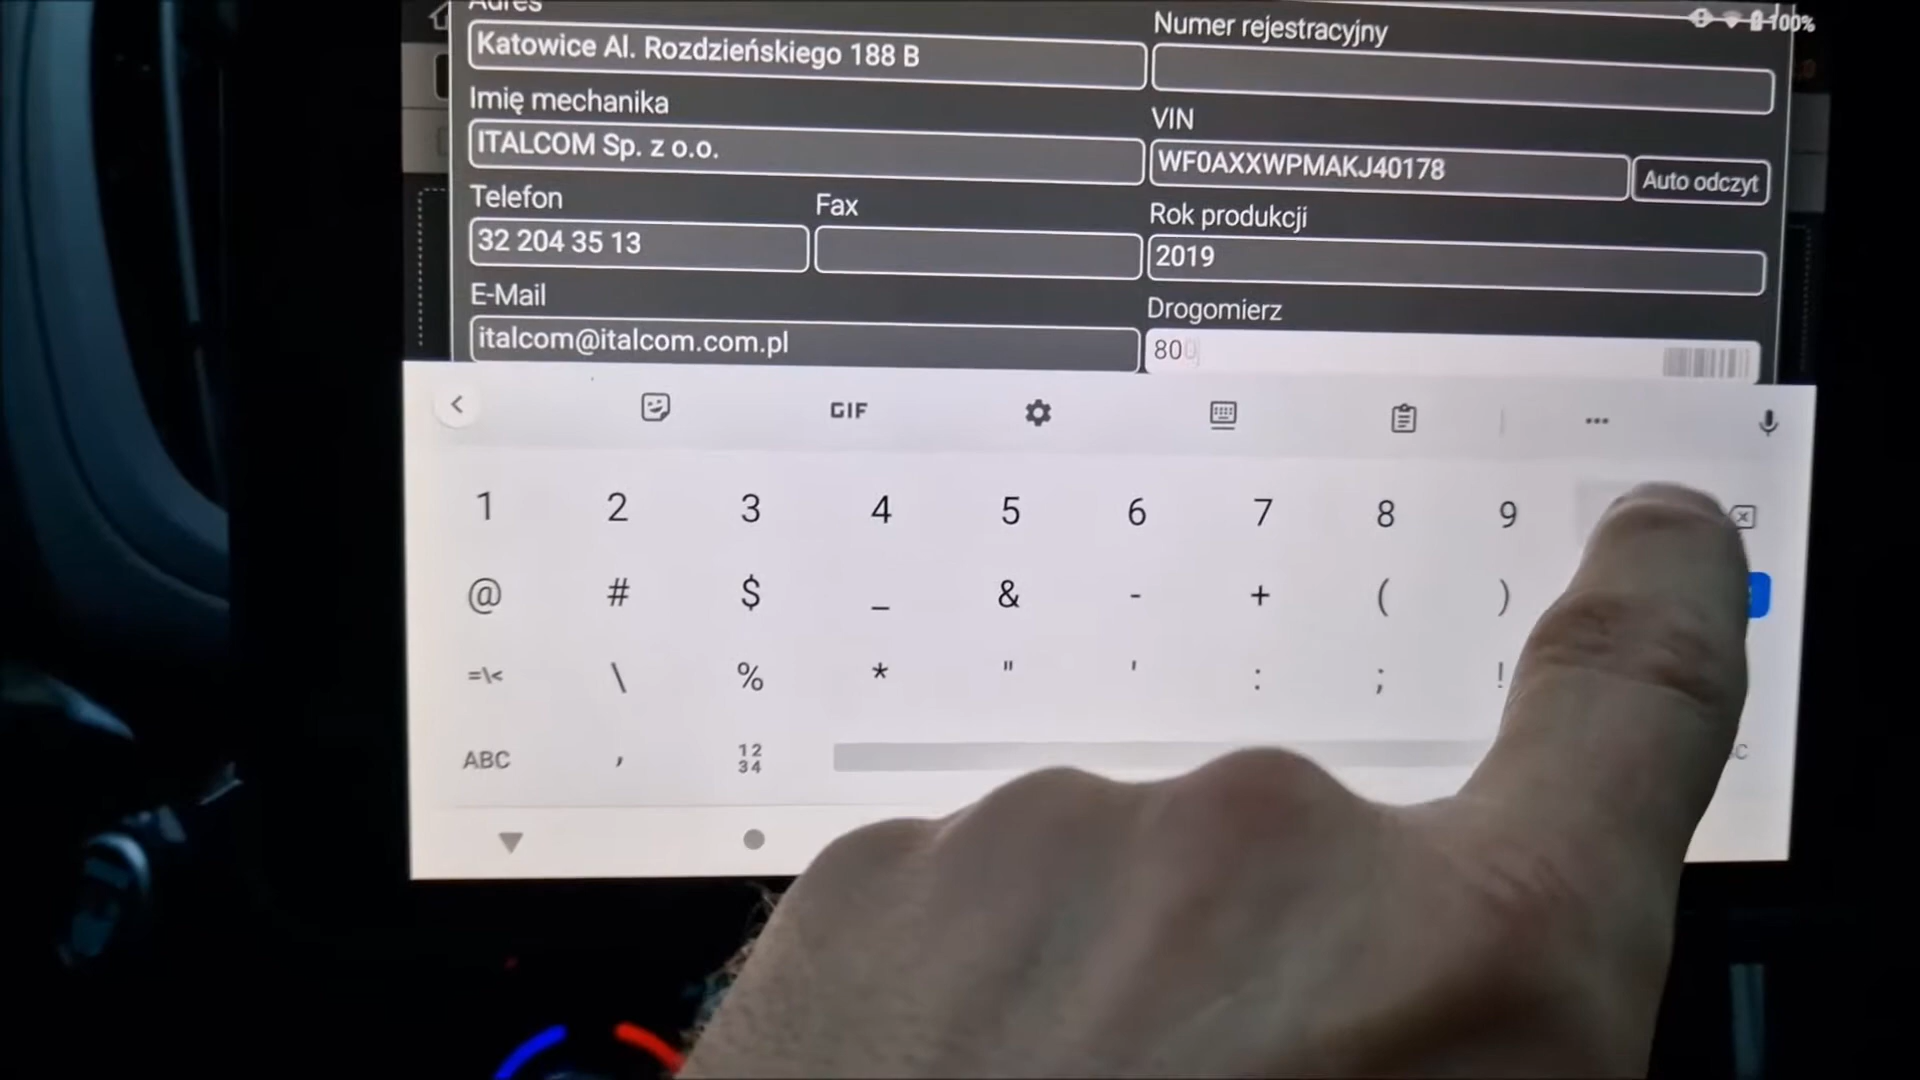 Adres
Katowice Al. Rozdzieńskiego 188 B
Imię mechanika
ITALCOM Sp. z o.o.
Telefon
32 204 35 13
Fax
E-Mail
italcom@italcom.com.pl
100%
Numer rejestracyjny
VIN
WF0AXXWPMAKJ40178
Auto odczyt
Rok produkcji
2019
Drogomierz
800
GIF
1 2 3 4 5 6 7 8 9
@ # $ _ & - + ( )
=\< \ % * " ' : ; !
ABC , 12
34